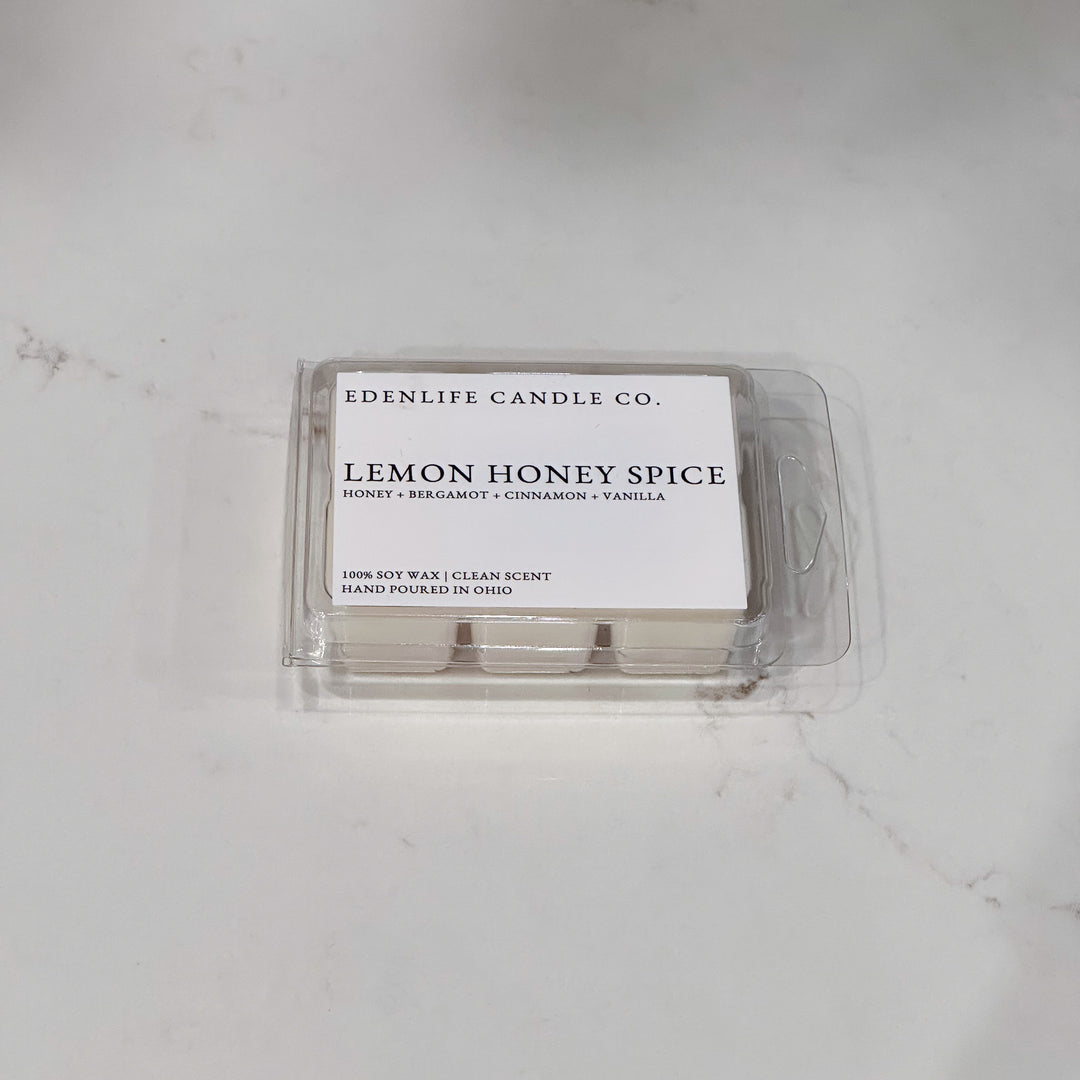 EDENLIFE CANDLE CO.
LEMON HONEY SPICE
HONEY + BERGAMOT + CINNAMON + VANILLA
100% SOY WAX | CLEAN SCENT
HAND POURED IN OHIO